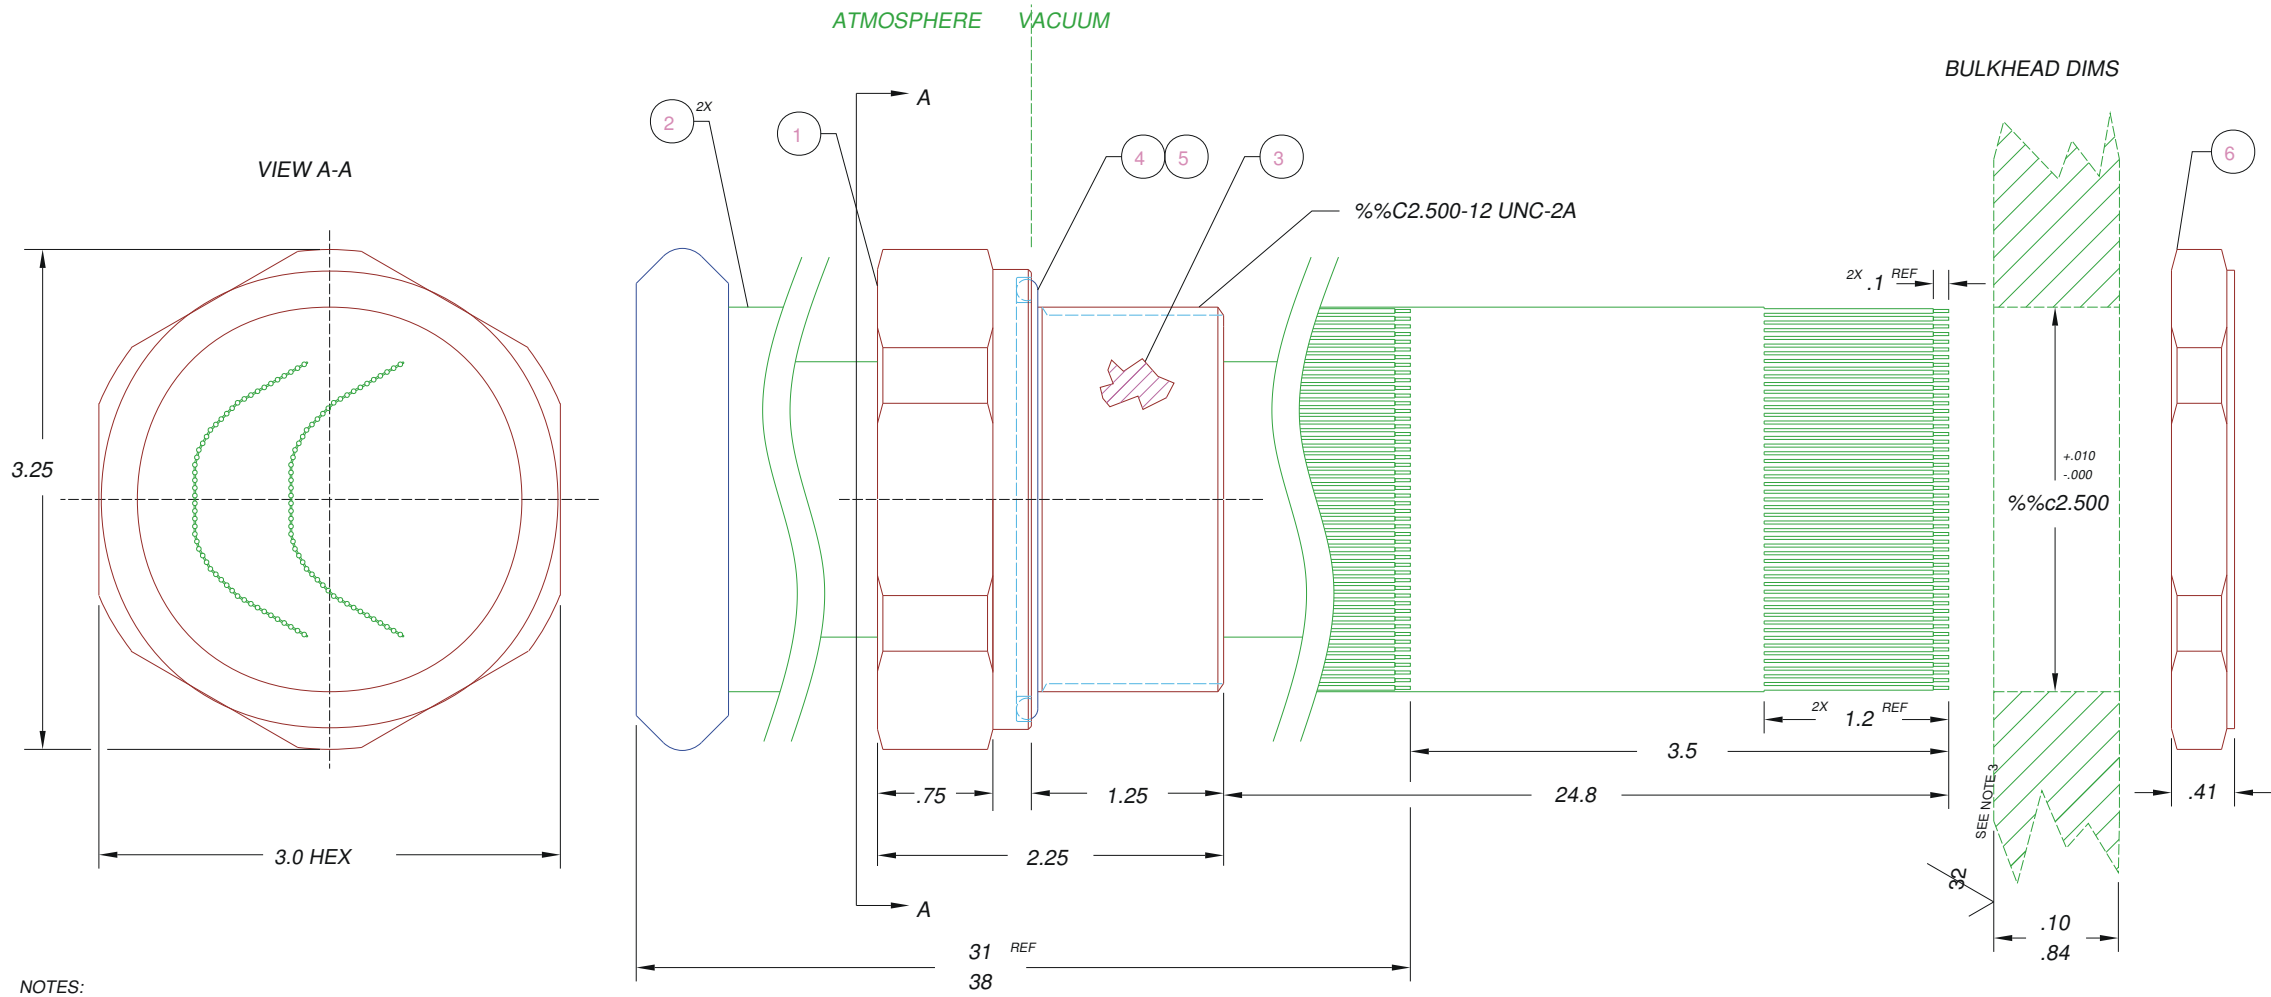 ATMOSPHERE VACUUM
BULKHEAD DIMS
A
2X
2
1
4
5
3
6
VIEW A-A
%%C2.500-12 UNC-2A
2X .1 REF
3.25
+.010
-.000
%%c2.500
2X 1.2 REF
3.5
.75
1.25
24.8
.41
SEE NOTE 3
3.0 HEX
2.25
32
A
.10
.84
31 REF
38
NOTES: